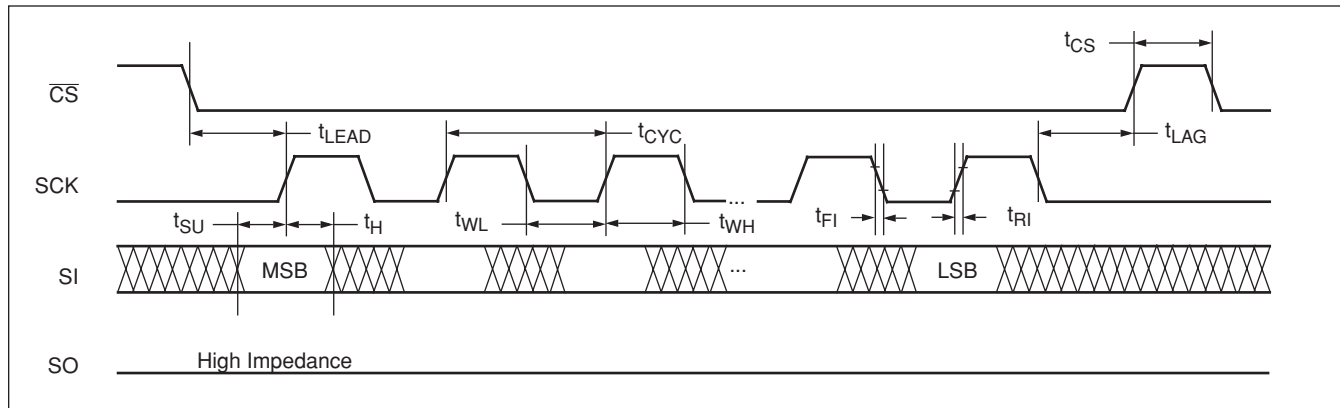 tCS
CS
tLEAD
tCYC
tLAG
SCK
tSU
tH
tWL
...
tWH
tFI
tRI
SI
MSB
...
LSB
SO
High Impedance